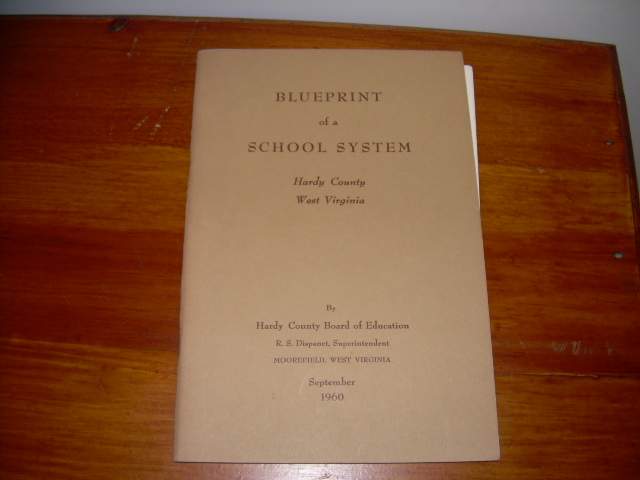 BLUEPRINT
of a
SCHOOL SYSTEM
Hardy County
West Virginia
By
Hardy County Board of Education
R. S. Dispanet, Superintendent
MOOREFIELD, WEST VIRGINIA
September
1960